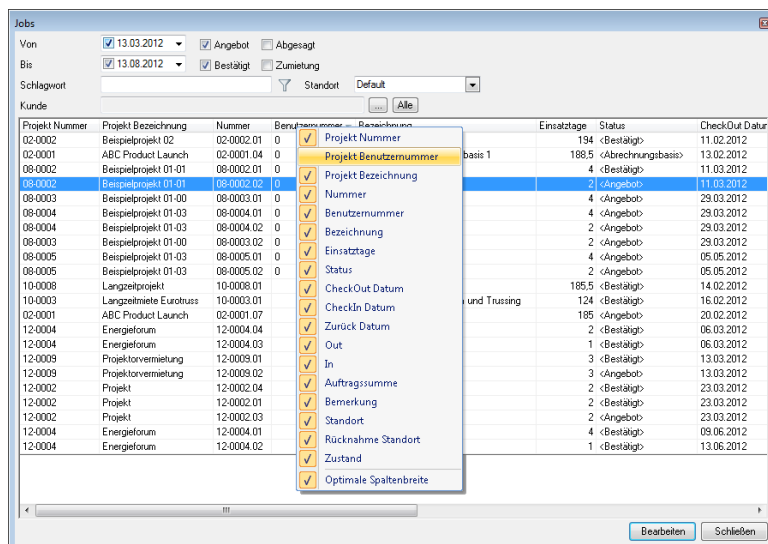 Jobs
Von 13.03.2012 Angebot Abgesagt
Bis 13.08.2012 Bestätigt Zumietung
Schlagwort Standort Default
Kunde ... Alle
Projekt Nummer Projekt Bezeichnung Nummer Benutzernummer Bezeichnung Einsatztage Status CheckOut Datum
02-0002 Beispielprojekt 02 02-0002.01 0 194 <Bestätigt> 11.02.2012
02-0001 ABC Product Launch 02-0001.04 0 basis 1 188,5 <Abrechnungsbasis> 13.02.2012
08-0002 Beispielprojekt 01-01 08-0002.01 0 4 <Bestätigt> 11.03.2012
08-0002 Beispielprojekt 01-01 08-0002.02 0 2 <Angebot> 11.03.2012
08-0003 Beispielprojekt 01-00 08-0003.01 0 4 <Angebot> 29.03.2012
08-0004 Beispielprojekt 01-03 08-0004.01 0 4 <Angebot> 29.03.2012
08-0004 Beispielprojekt 01-03 08-0004.02 0 2 <Angebot> 29.03.2012
08-0003 Beispielprojekt 01-00 08-0003.02 0 2 <Angebot> 29.03.2012
08-0005 Beispielprojekt 01-03 08-0005.01 0 4 <Angebot> 05.05.2012
08-0005 Beispielprojekt 01-03 08-0005.02 0 2 <Angebot> 05.05.2012
10-0008 Langzeitprojekt 10-0008.01 185,5 <Bestätigt> 14.02.2012
10-0003 Langzeitmiete Eurotruss 10-0003.01 und Trussing 124 <Bestätigt> 16.02.2012
02-0001 ABC Product Launch 02-0001.07 185 <Angebot> 20.02.2012
12-0004 Energieforum 12-0004.04 2 <Bestätigt> 06.03.2012
12-0004 Energieforum 12-0004.03 1 <Bestätigt> 06.03.2012
12-0009 Projektorvermietung 12-0009.01 3 <Bestätigt> 13.03.2012
12-0009 Projektorvermietung 12-0009.02 3 <Angebot> 13.03.2012
12-0002 Projekt 12-0002.04 2 <Bestätigt> 23.03.2012
12-0002 Projekt 12-0002.01 2 <Bestätigt> 23.03.2012
12-0002 Projekt 12-0002.03 2 <Angebot> 23.03.2012
12-0004 Energieforum 12-0004.01 4 <Bestätigt> 09.06.2012
12-0004 Energieforum 12-0004.02 1 <Bestätigt> 13.06.2012
Projekt Nummer
Projekt Benutzernummer
Projekt Bezeichnung
Nummer
Benutzernummer
Bezeichnung
Einsatztage
Status
CheckOut Datum
CheckIn Datum
Zurück Datum
Out
In
Auftragssumme
Bemerkung
Standort
Rücknahme Standort
Zustand
Optimale Spaltenbreite
Bearbeiten Schließen